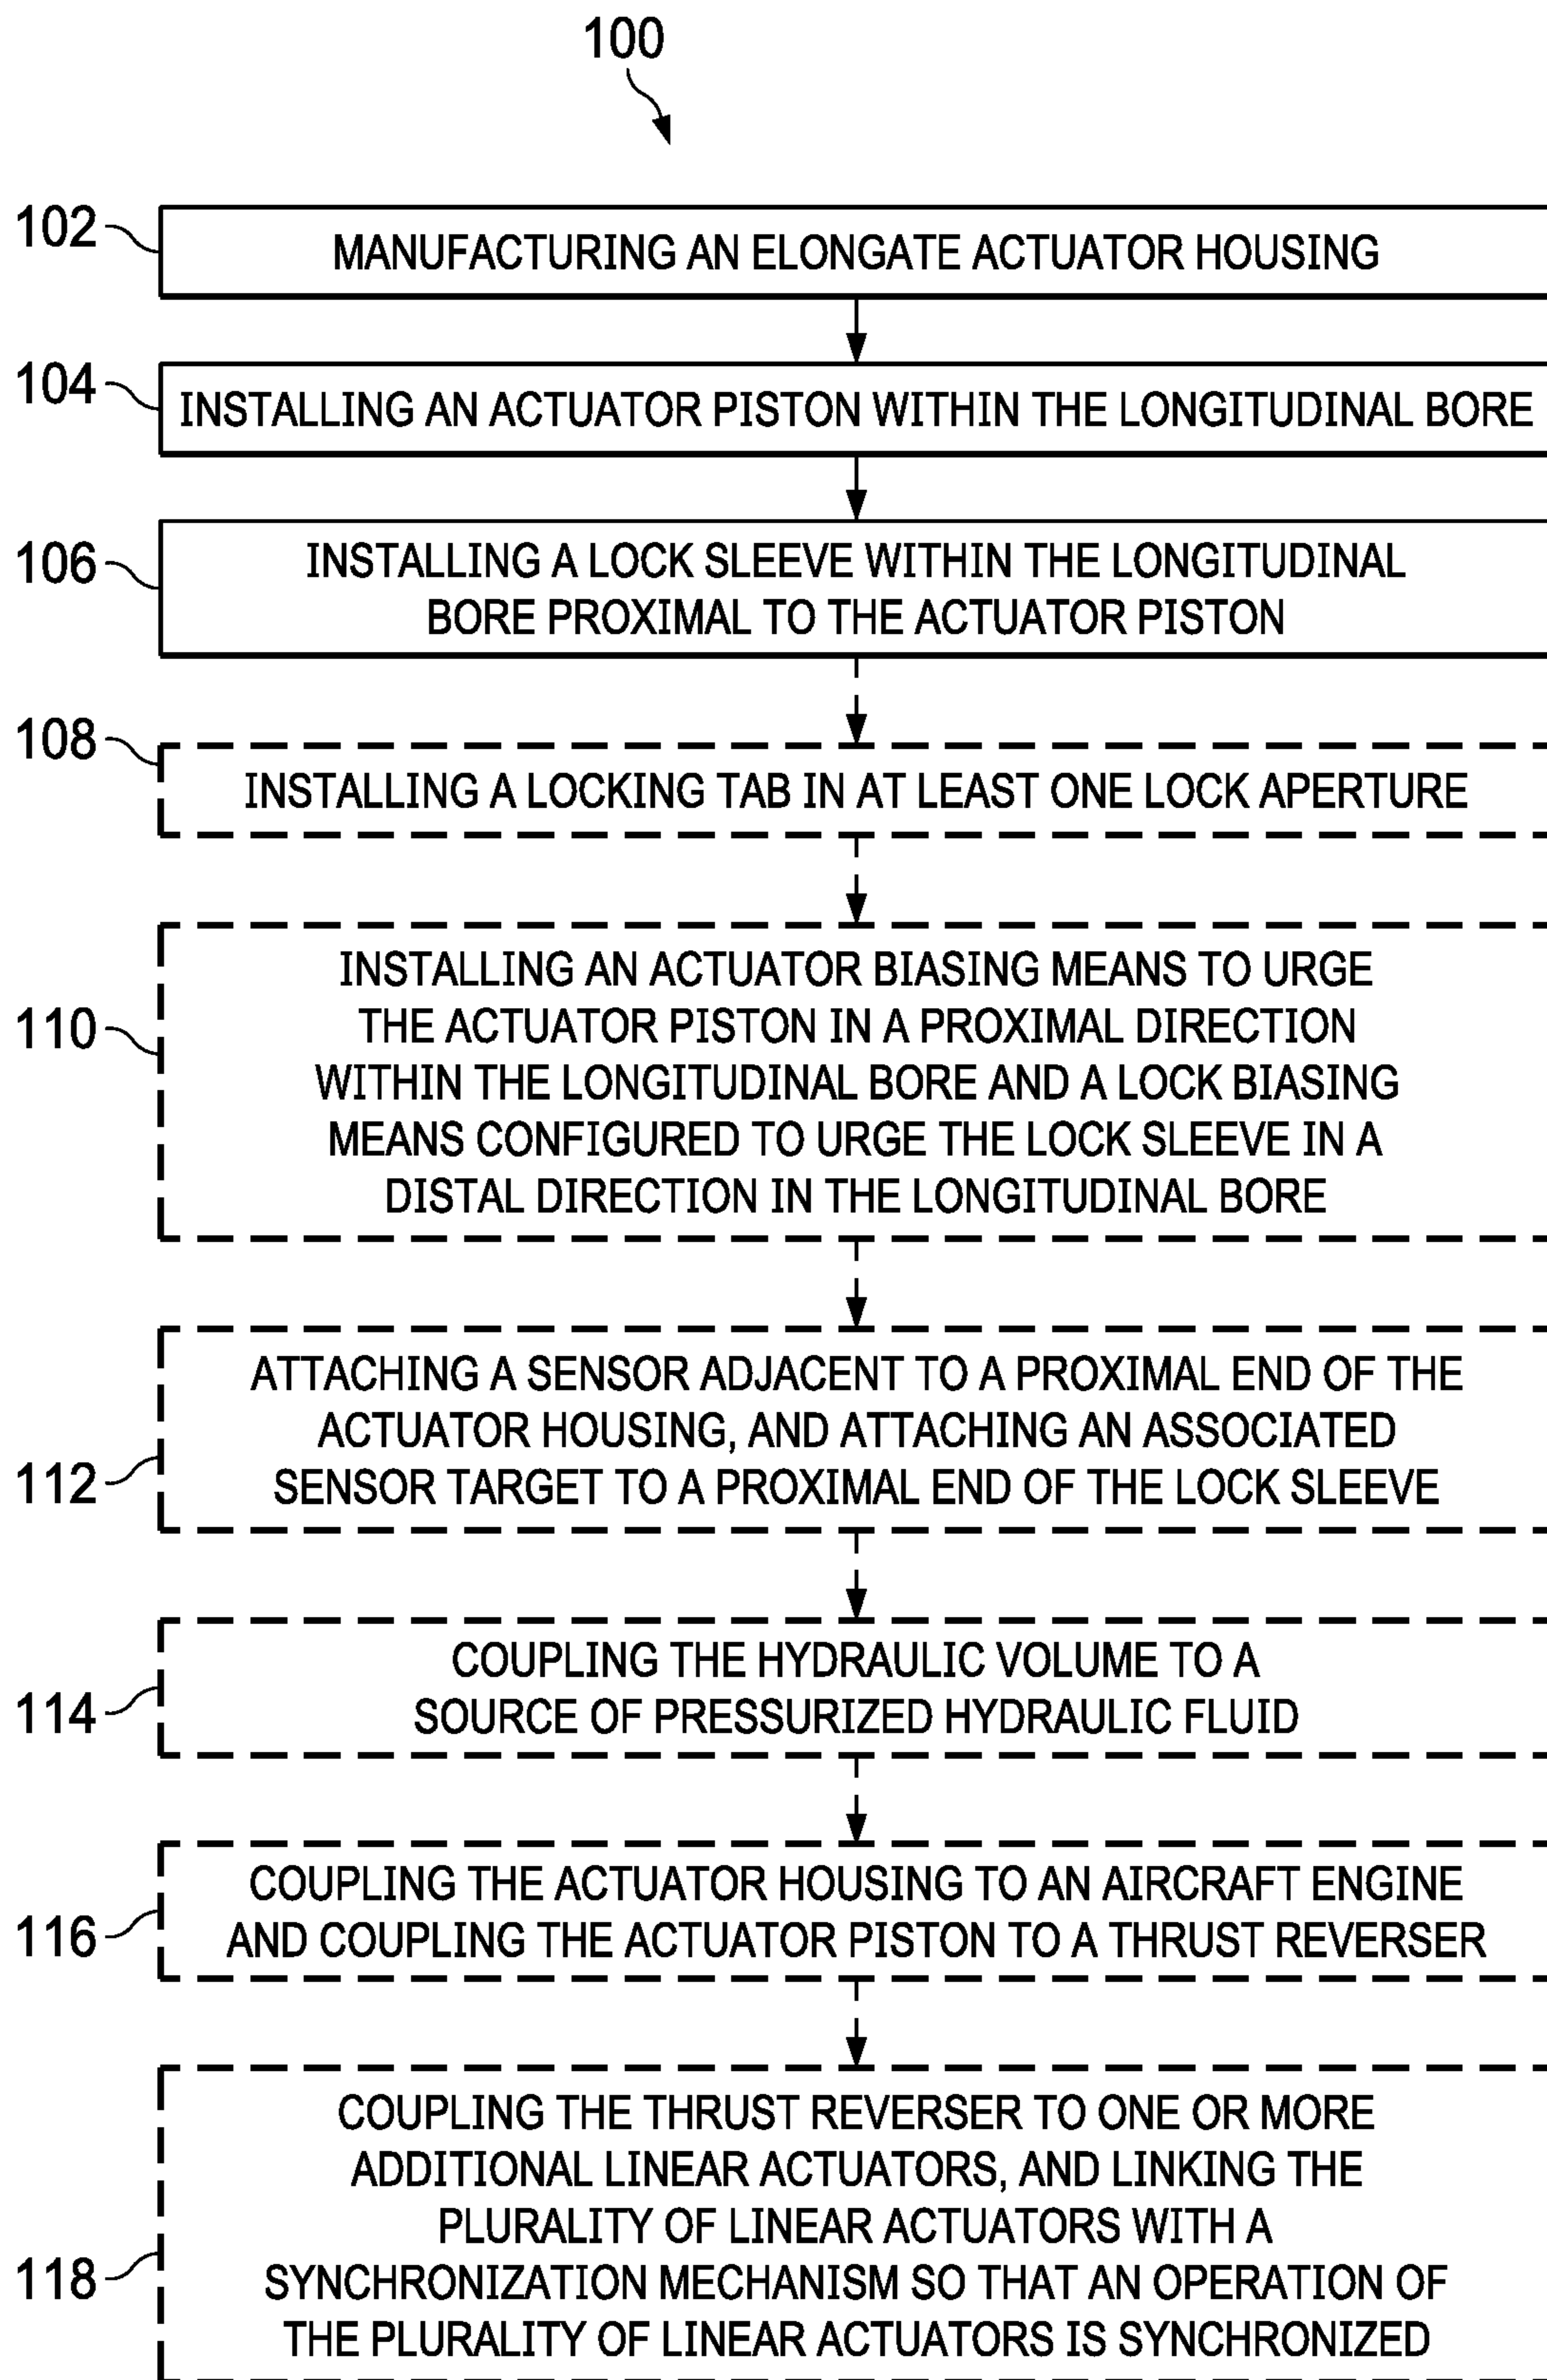 100
102
MANUFACTURING AN ELONGATE ACTUATOR HOUSING
104
INSTALLING AN ACTUATOR PISTON WITHIN THE LONGITUDINAL BORE
106
INSTALLING A LOCK SLEEVE WITHIN THE LONGITUDINAL
BORE PROXIMAL TO THE ACTUATOR PISTON
108
INSTALLING A LOCKING TAB IN AT LEAST ONE LOCK APERTURE
110
INSTALLING AN ACTUATOR BIASING MEANS TO URGE
THE ACTUATOR PISTON IN A PROXIMAL DIRECTION
WITHIN THE LONGITUDINAL BORE AND A LOCK BIASING
MEANS CONFIGURED TO URGE THE LOCK SLEEVE IN A
DISTAL DIRECTION IN THE LONGITUDINAL BORE
112
ATTACHING A SENSOR ADJACENT TO A PROXIMAL END OF THE
ACTUATOR HOUSING, AND ATTACHING AN ASSOCIATED
SENSOR TARGET TO A PROXIMAL END OF THE LOCK SLEEVE
114
COUPLING THE HYDRAULIC VOLUME TO A
SOURCE OF PRESSURIZED HYDRAULIC FLUID
116
COUPLING THE ACTUATOR HOUSING TO AN AIRCRAFT ENGINE
AND COUPLING THE ACTUATOR PISTON TO A THRUST REVERSER
118
COUPLING THE THRUST REVERSER TO ONE OR MORE
ADDITIONAL LINEAR ACTUATORS, AND LINKING THE
PLURALITY OF LINEAR ACTUATORS WITH A
SYNCHRONIZATION MECHANISM SO THAT AN OPERATION OF
THE PLURALITY OF LINEAR ACTUATORS IS SYNCHRONIZED